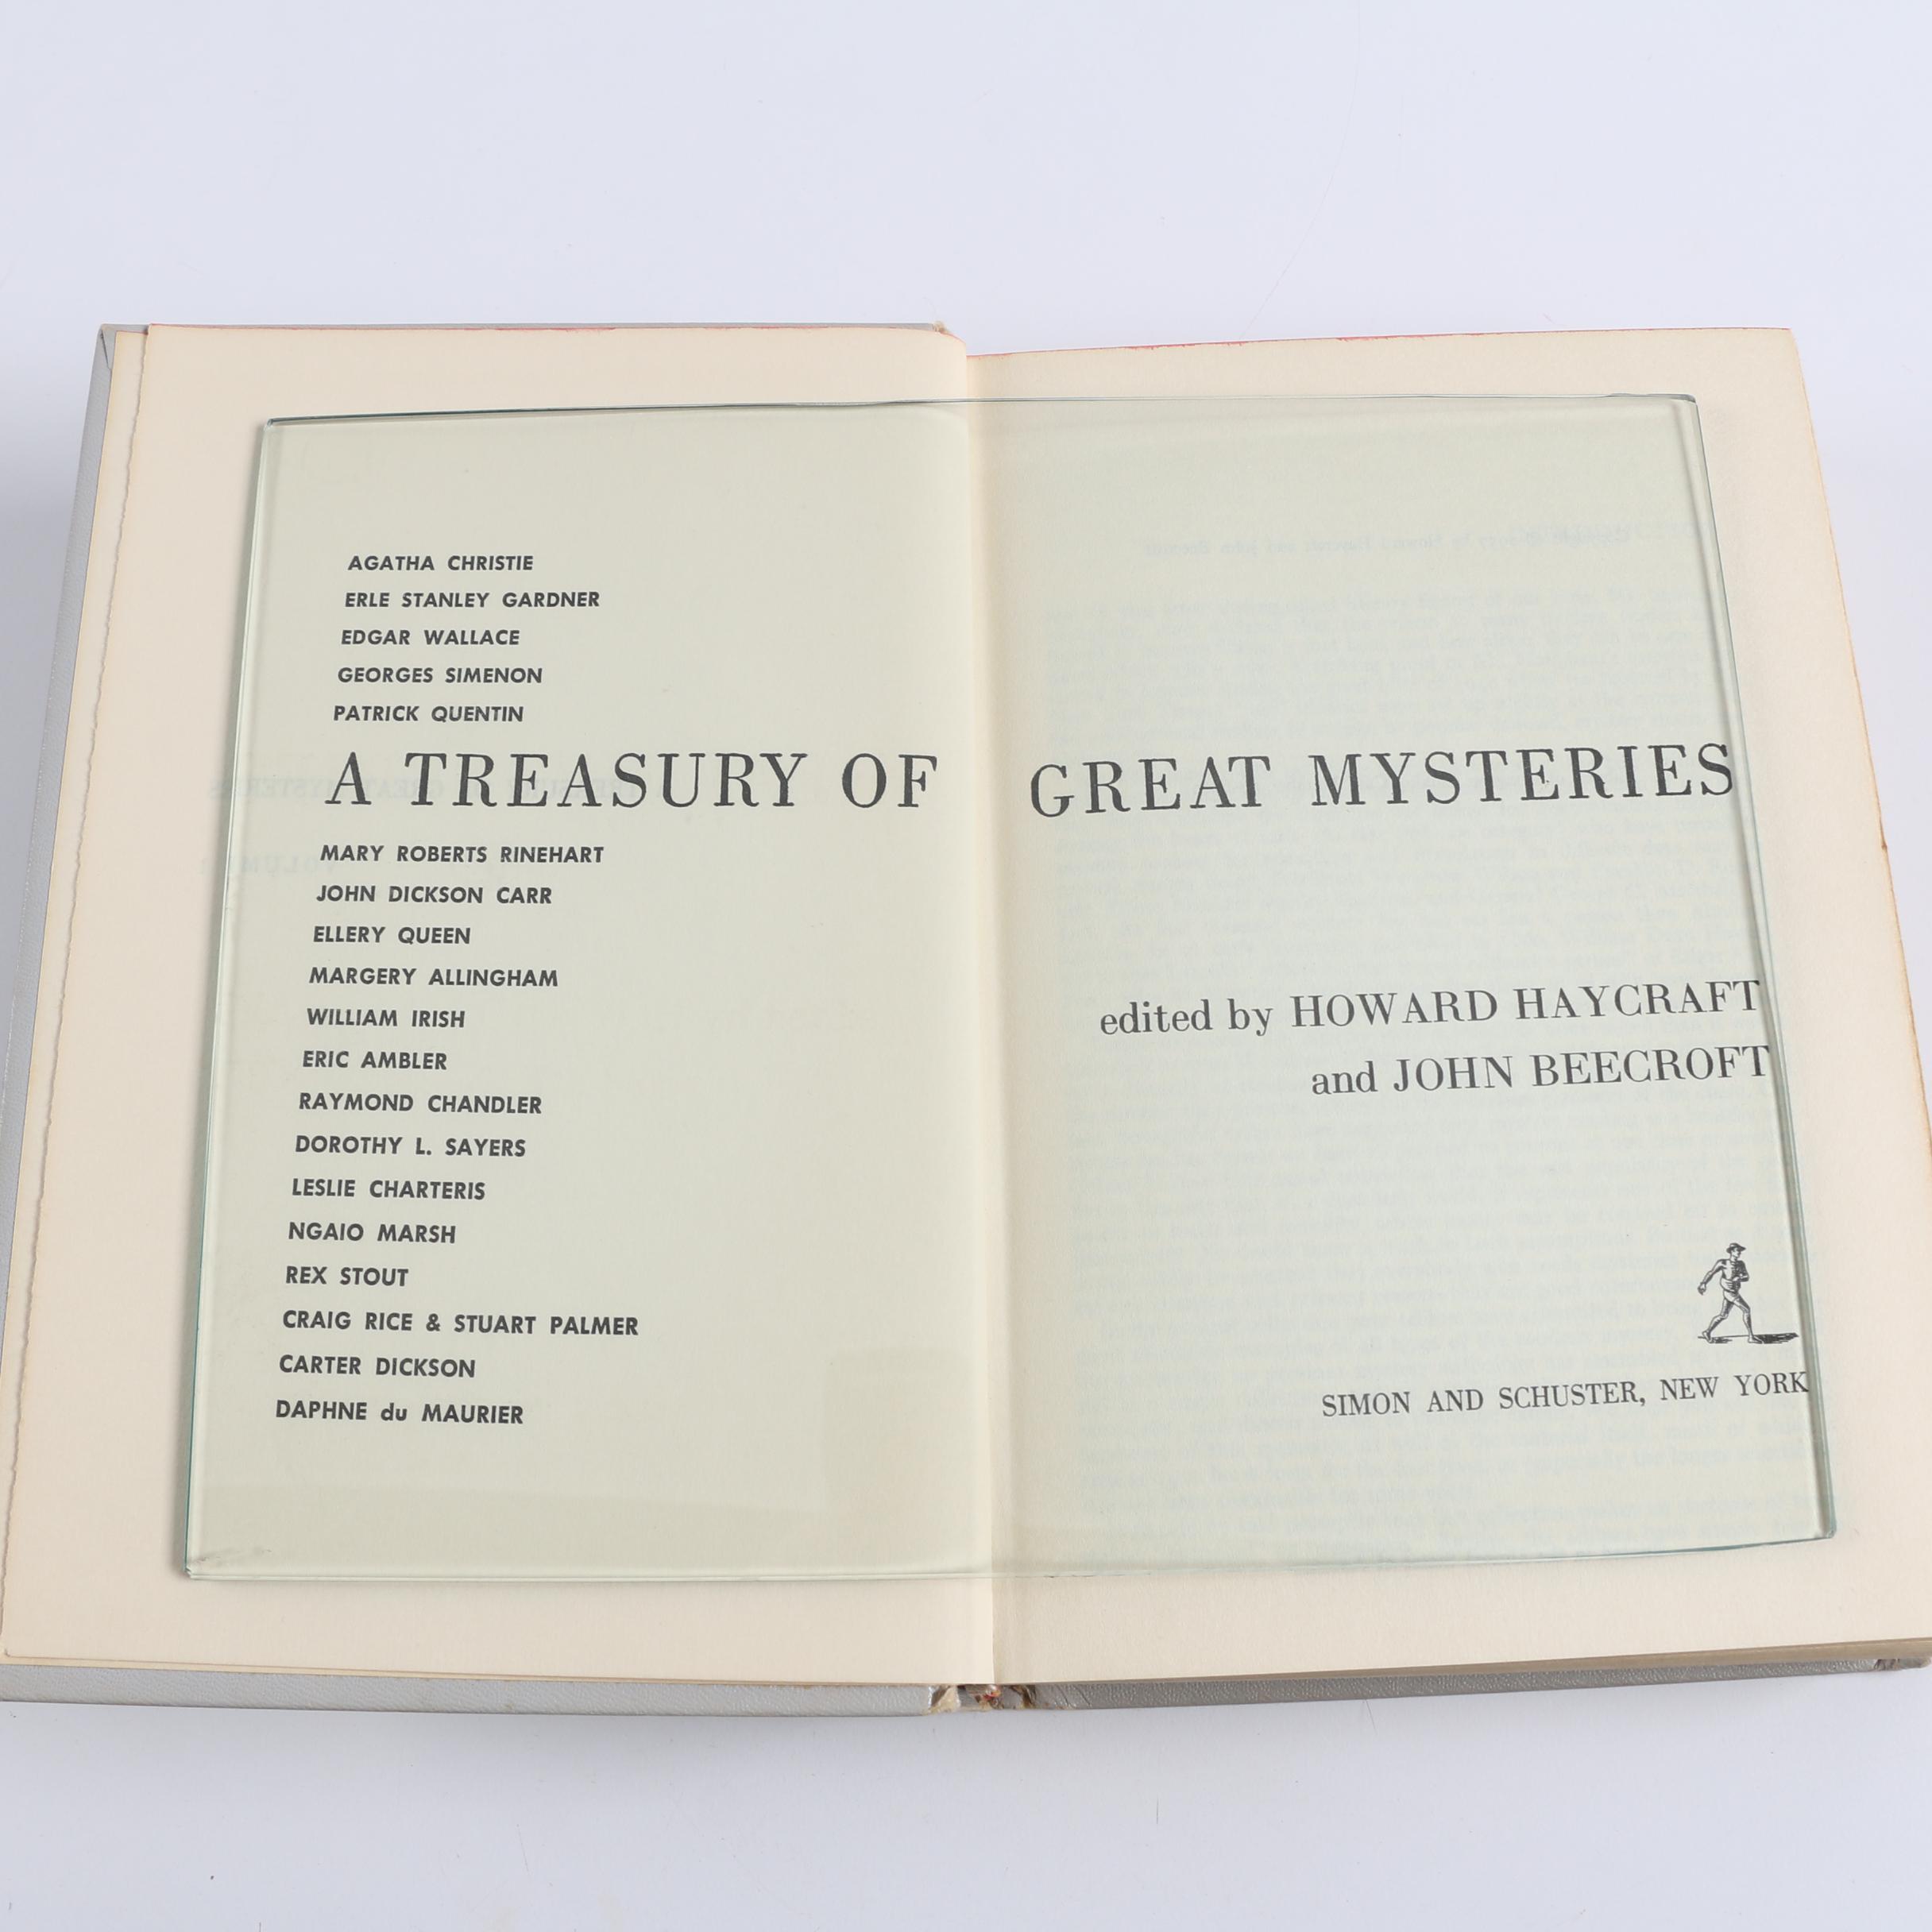 AGATHA CHRISTIE
ERLE STANLEY GARDNER
EDGAR WALLACE
GEORGES SIMENON
PATRICK QUENTIN
A TREASURY OF GREAT MYSTERIES
MARY ROBERTS RINEHART
JOHN DICKSON CARR
ELLERY QUEEN
MARGERY ALLINGHAM
WILLIAM IRISH
ERIC AMBLER
RAYMOND CHANDLER
DOROTHY L. SAYERS
LESLIE CHARTERIS
NGAIO MARSH
REX STOUT
CRAIG RICE & STUART PALMER
CARTER DICKSON
DAPHNE du MAURIER
edited by HOWARD HAYCRAFT
and JOHN BEECROFT
SIMON AND SCHUSTER, NEW YORK